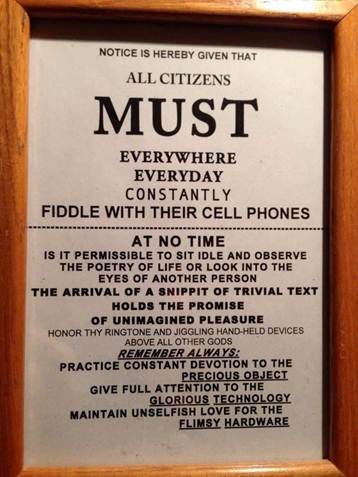 NOTICE IS HEREBY GIVEN THAT
ALL CITIZENS
MUST
EVERYWHERE
EVERYDAY
CONSTANTLY
FIDDLE WITH THEIR CELL PHONES
AT NO TIME
IS IT PERMISSIBLE TO SIT IDLE AND OBSERVE
THE POETRY OF LIFE OR LOOK INTO THE
EYES OF ANOTHER PERSON
THE ARRIVAL OF A SNIPPIT OF TRIVIAL TEXT
HOLDS THE PROMISE
OF UNIMAGINED PLEASURE
HONOR THY RINGTONE AND JIGGLING HAND-HELD DEVICES
ABOVE ALL OTHER GODS
REMEMBER ALWAYS:
PRACTICE CONSTANT DEVOTION TO THE
PRECIOUS OBJECT
GIVE FULL ATTENTION TO THE
GLORIOUS TECHNOLOGY
MAINTAIN UNSELFISH LOVE FOR THE
FLIMSY HARDWARE